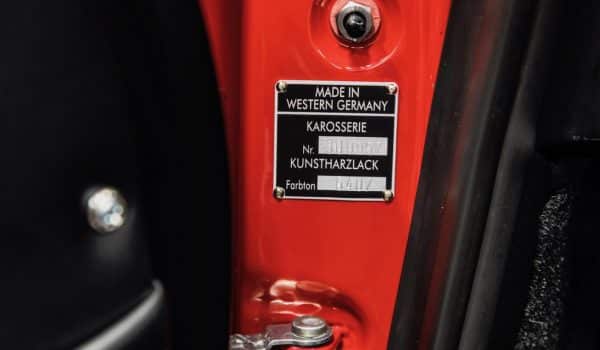 MADE IN
WESTERN GERMANY
KAROSSERIE
Nr.
KUNSTHARZLACK
Farbton